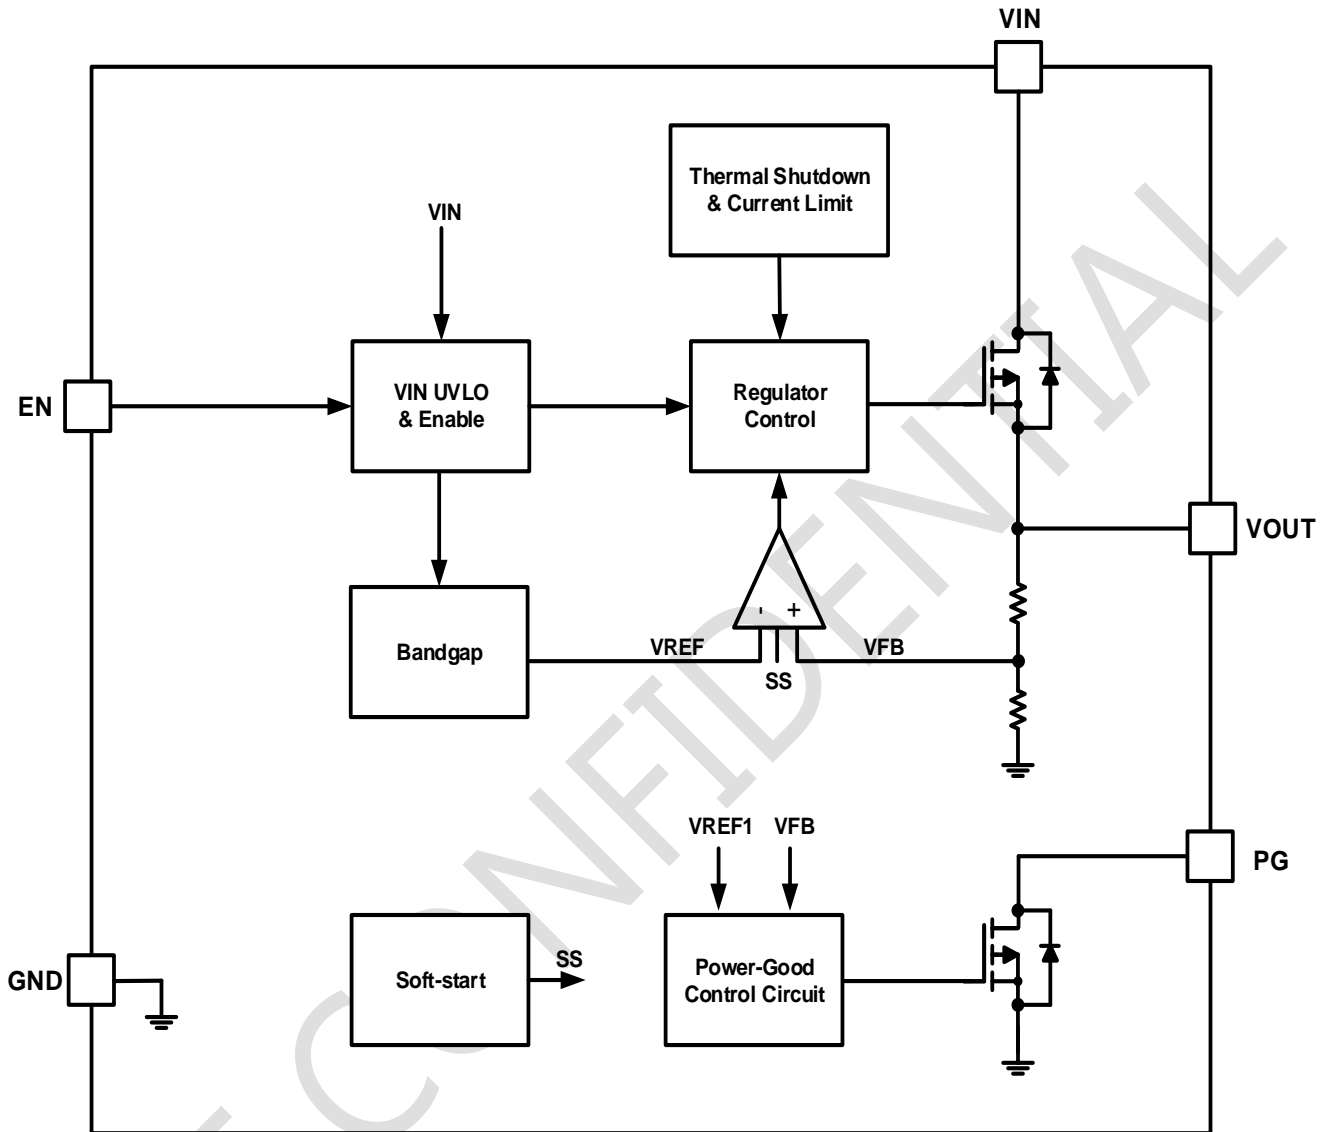 VIN
Thermal Shutdown
& Current Limit
VIN
EN
VIN UVLO
& Enable
Regulator
Control
VOUT
Bandgap
VREF
-
+
SS
VFB
VREF1
VFB
PG
GND
Soft-start
SS
Power-Good
Control Circuit
CONFIDENTIAL